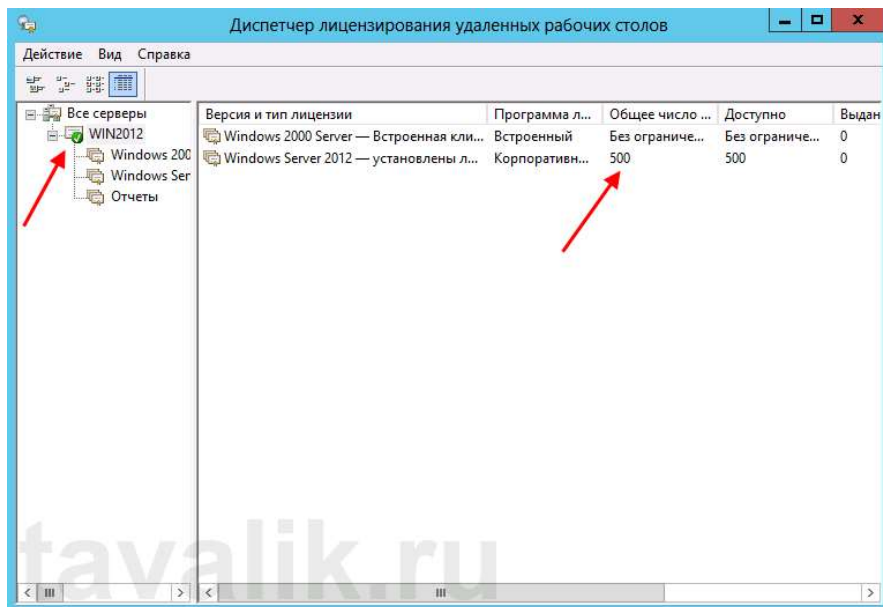 Диспетчер лицензирования удаленных рабочих столов
Действие Вид Справка
Все серверы
WIN2012
Windows 200
Windows Ser
Отчеты
Версия и тип лицензии Программа л... Общее число ... Доступно Выдан
Windows 2000 Server — Встроенная кли... Встроенный Без ограниче... Без ограниче... 0
Windows Server 2012 — установлены л... Корпоративн... 500 500 0
tavalik.ru